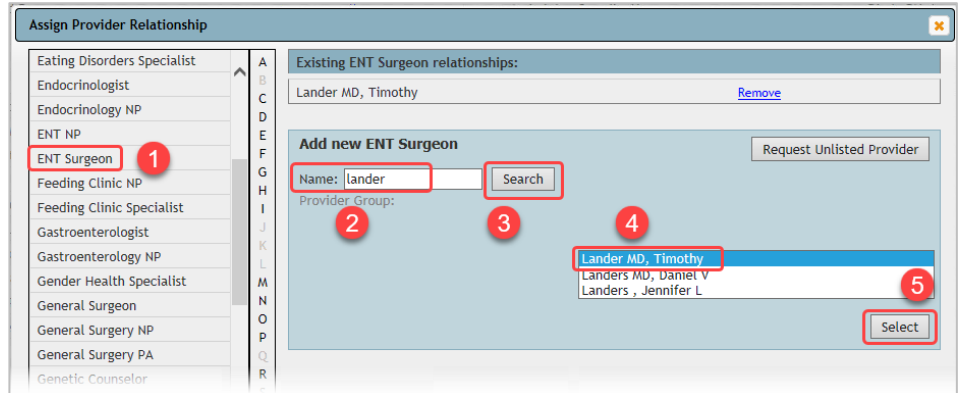 Assign Provider Relationship
Eating Disorders Specialist
Endocrinologist
Endocrinology NP
ENT NP
ENT Surgeon
1
Feeding Clinic NP
Feeding Clinic Specialist
Gastroenterologist
Gastroenterology NP
Gender Health Specialist
General Surgeon
General Surgery NP
General Surgery PA
Genetic Counselor
A
B
C
D
E
F
G
H
I
J
K
L
M
N
O
P
Q
R
Existing ENT Surgeon relationships:
Lander MD, Timothy Remove
Add new ENT Surgeon
Request Unlisted Provider
Name: lander Search
Provider Group:
2
3
4
Lander MD, Timothy
Landers MD, Daniel V
Landers , Jennifer L
5
Select